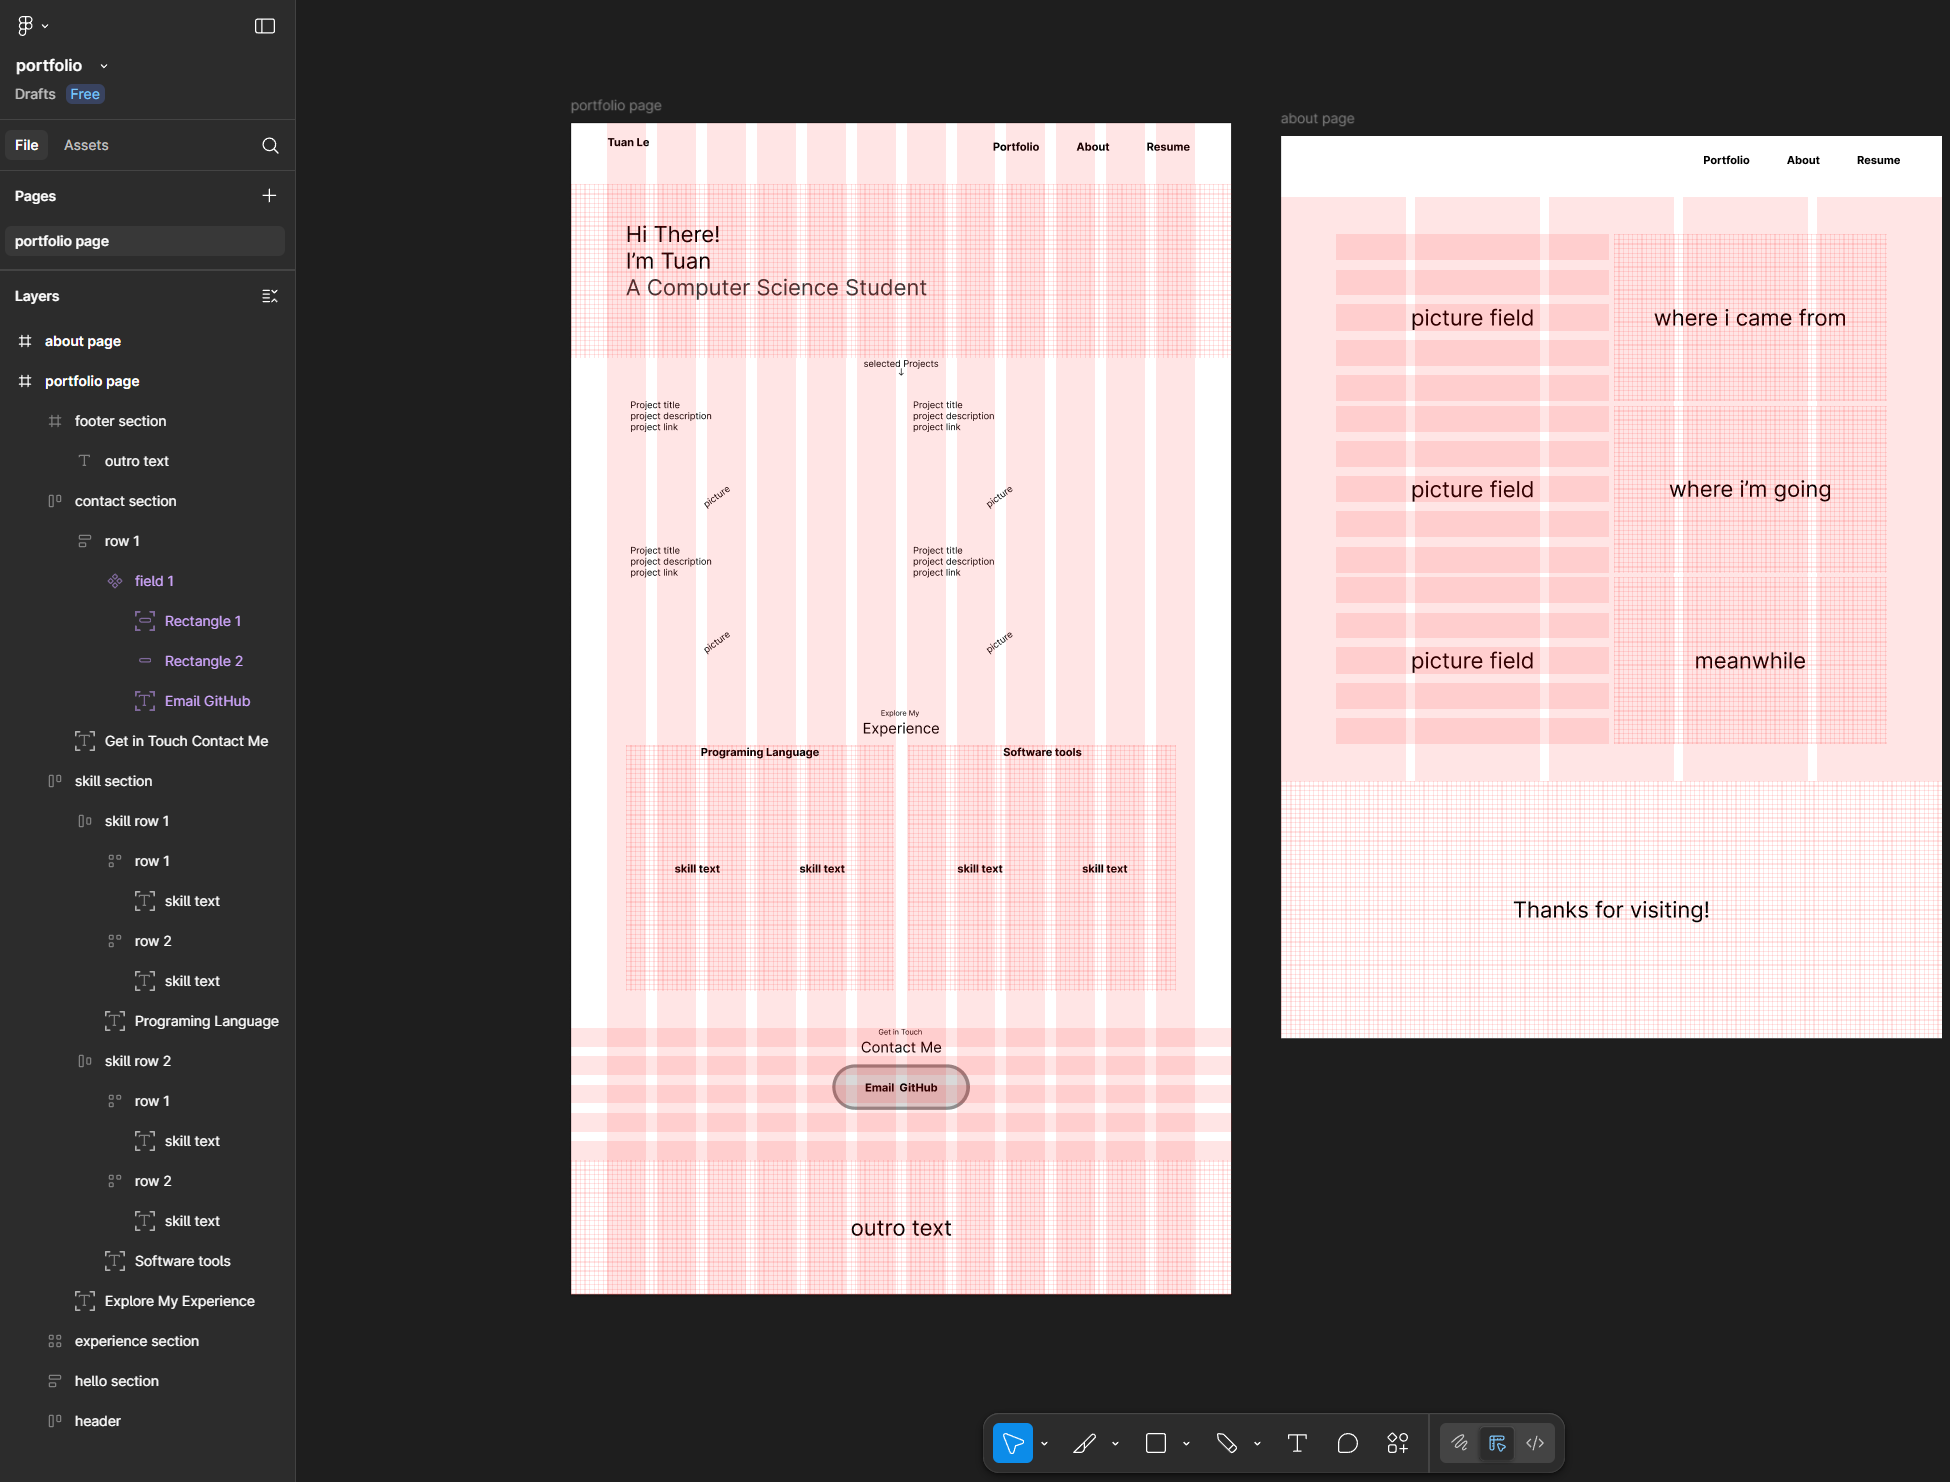 portfolio
Drafts Free
File Assets
Pages
portfolio page
Layers
about page
portfolio page
footer section
outro text
contact section
row 1
field 1
Rectangle 1
Rectangle 2
Email GitHub
Get in Touch Contact Me
skill section
skill row 1
row 1
skill text
row 2
skill text
Programing Language
skill row 2
row 1
skill text
row 2
skill text
Software tools
Explore My Experience
experience section
hello section
header
portfolio page
Tuan Le
Portfolio About Resume
Hi There!
I'm Tuan
A Computer Science Student
selected Projects
↓
Project title
project description
project link
picture
Project title
project description
project link
picture
Project title
project description
project link
picture
Project title
project description
project link
picture
Explore My
Experience
Programing Language
skill text skill text
Software tools
skill text skill text
Get in Touch
Contact Me
Email GitHub
outro text
about page
Portfolio About Resume
picture field
where i came from
picture field
where i'm going
picture field
meanwhile
Thanks for visiting!